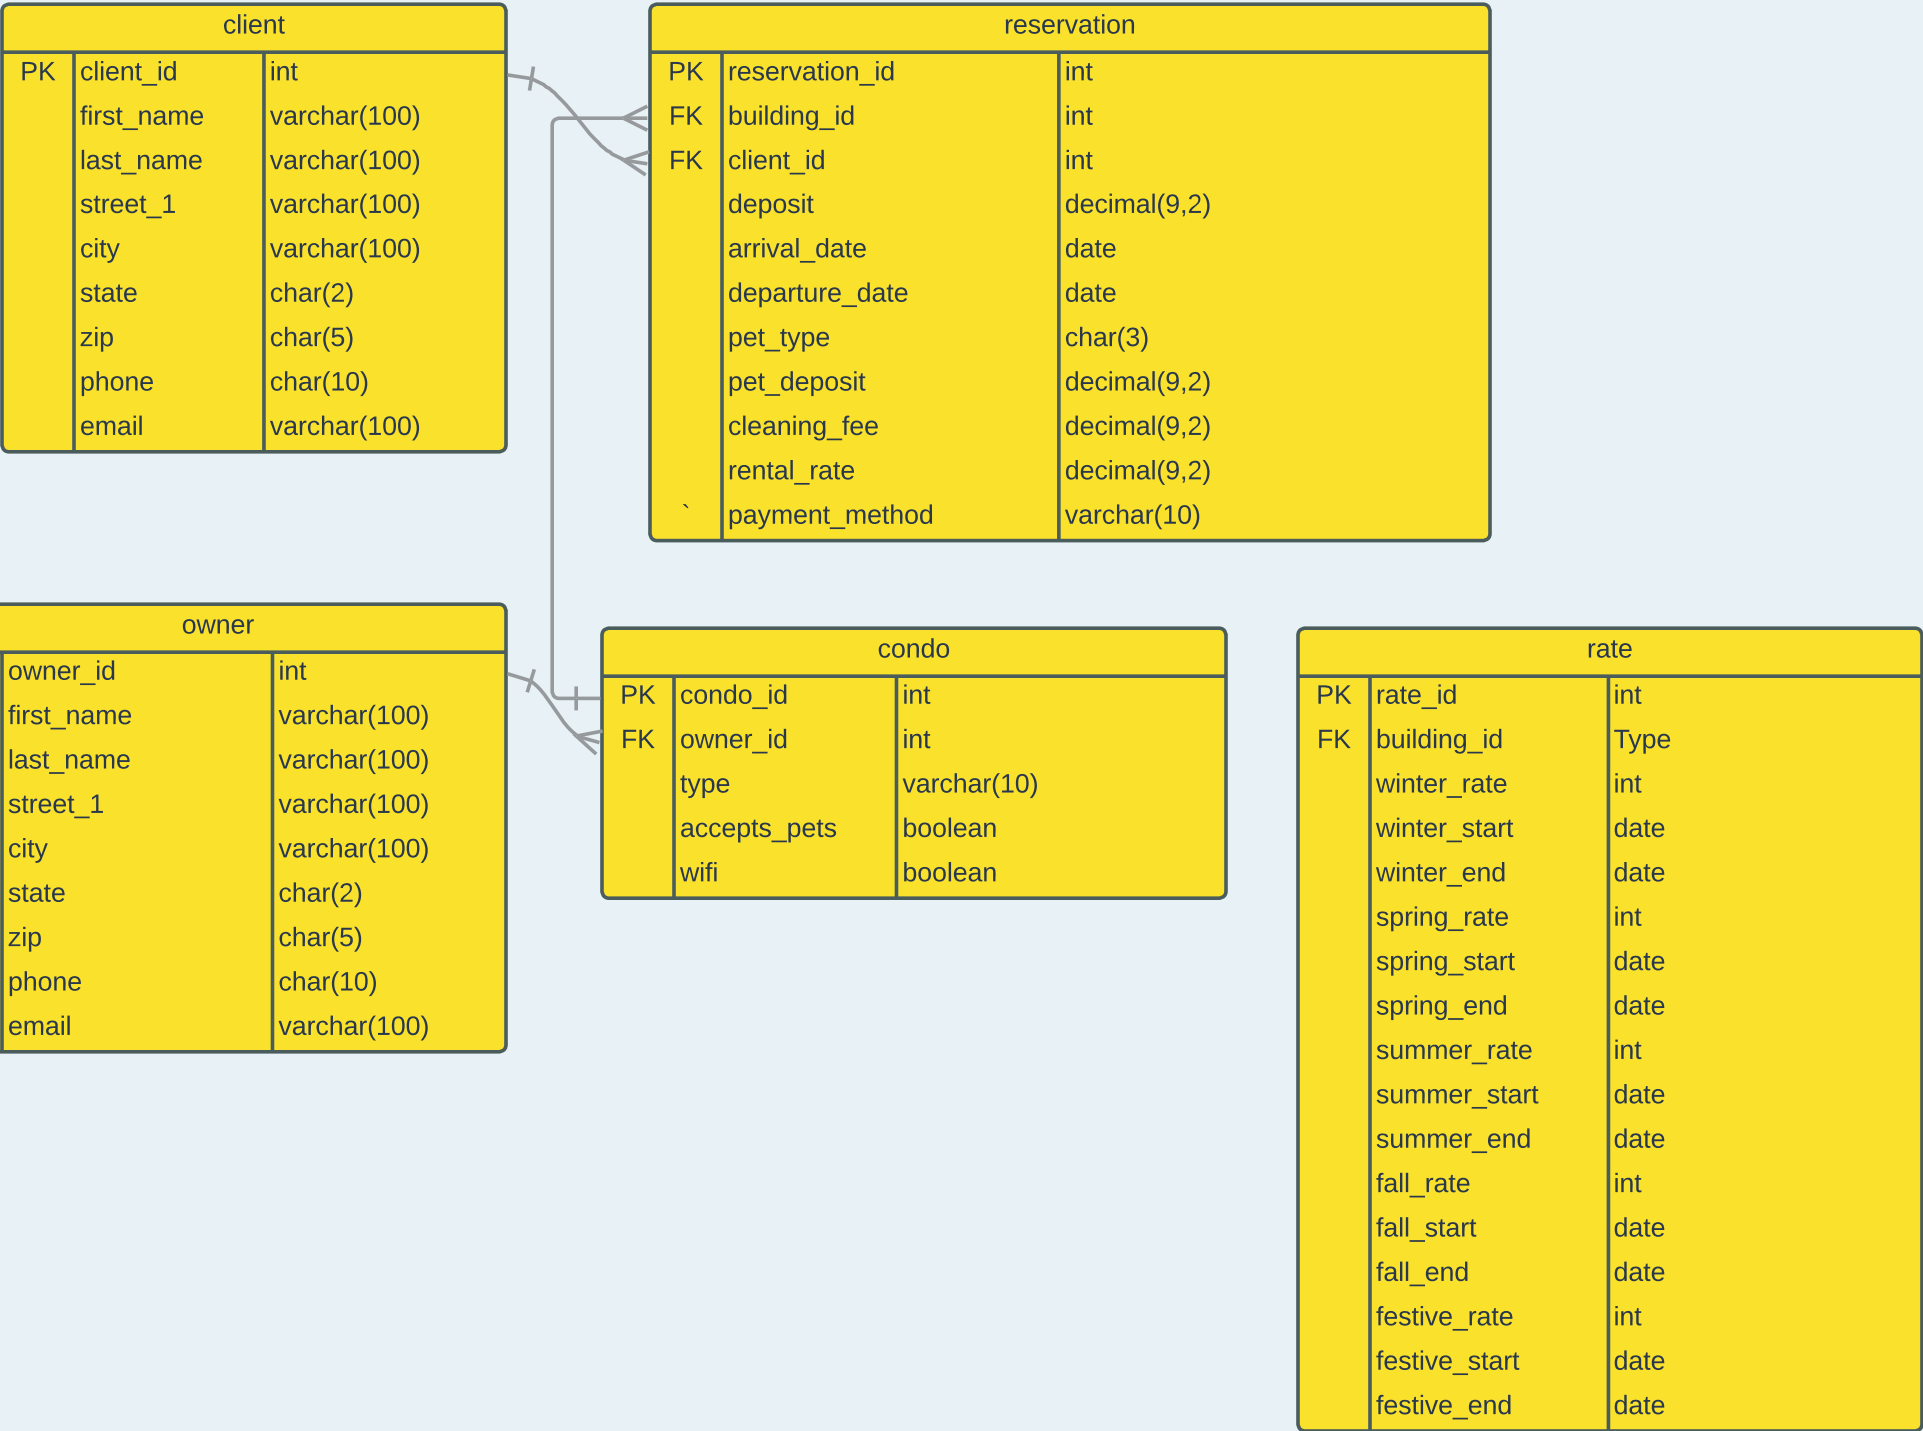 client
PK client_id int
first_name varchar(100)
last_name varchar(100)
street_1 varchar(100)
city varchar(100)
state char(2)
zip char(5)
phone char(10)
email varchar(100)
reservation
PK reservation_id int
FK building_id int
FK client_id int
deposit decimal(9,2)
arrival_date date
departure_date date
pet_type char(3)
pet_deposit decimal(9,2)
cleaning_fee decimal(9,2)
rental_rate decimal(9,2)
` payment_method varchar(10)
owner
owner_id int
first_name varchar(100)
last_name varchar(100)
street_1 varchar(100)
city varchar(100)
state char(2)
zip char(5)
phone char(10)
email varchar(100)
condo
PK condo_id int
FK owner_id int
type varchar(10)
accepts_pets boolean
wifi boolean
rate
PK rate_id int
FK building_id Type
winter_rate int
winter_start date
winter_end date
spring_rate int
spring_start date
spring_end date
summer_rate int
summer_start date
summer_end date
fall_rate int
fall_start date
fall_end date
festive_rate int
festive_start date
festive_end date